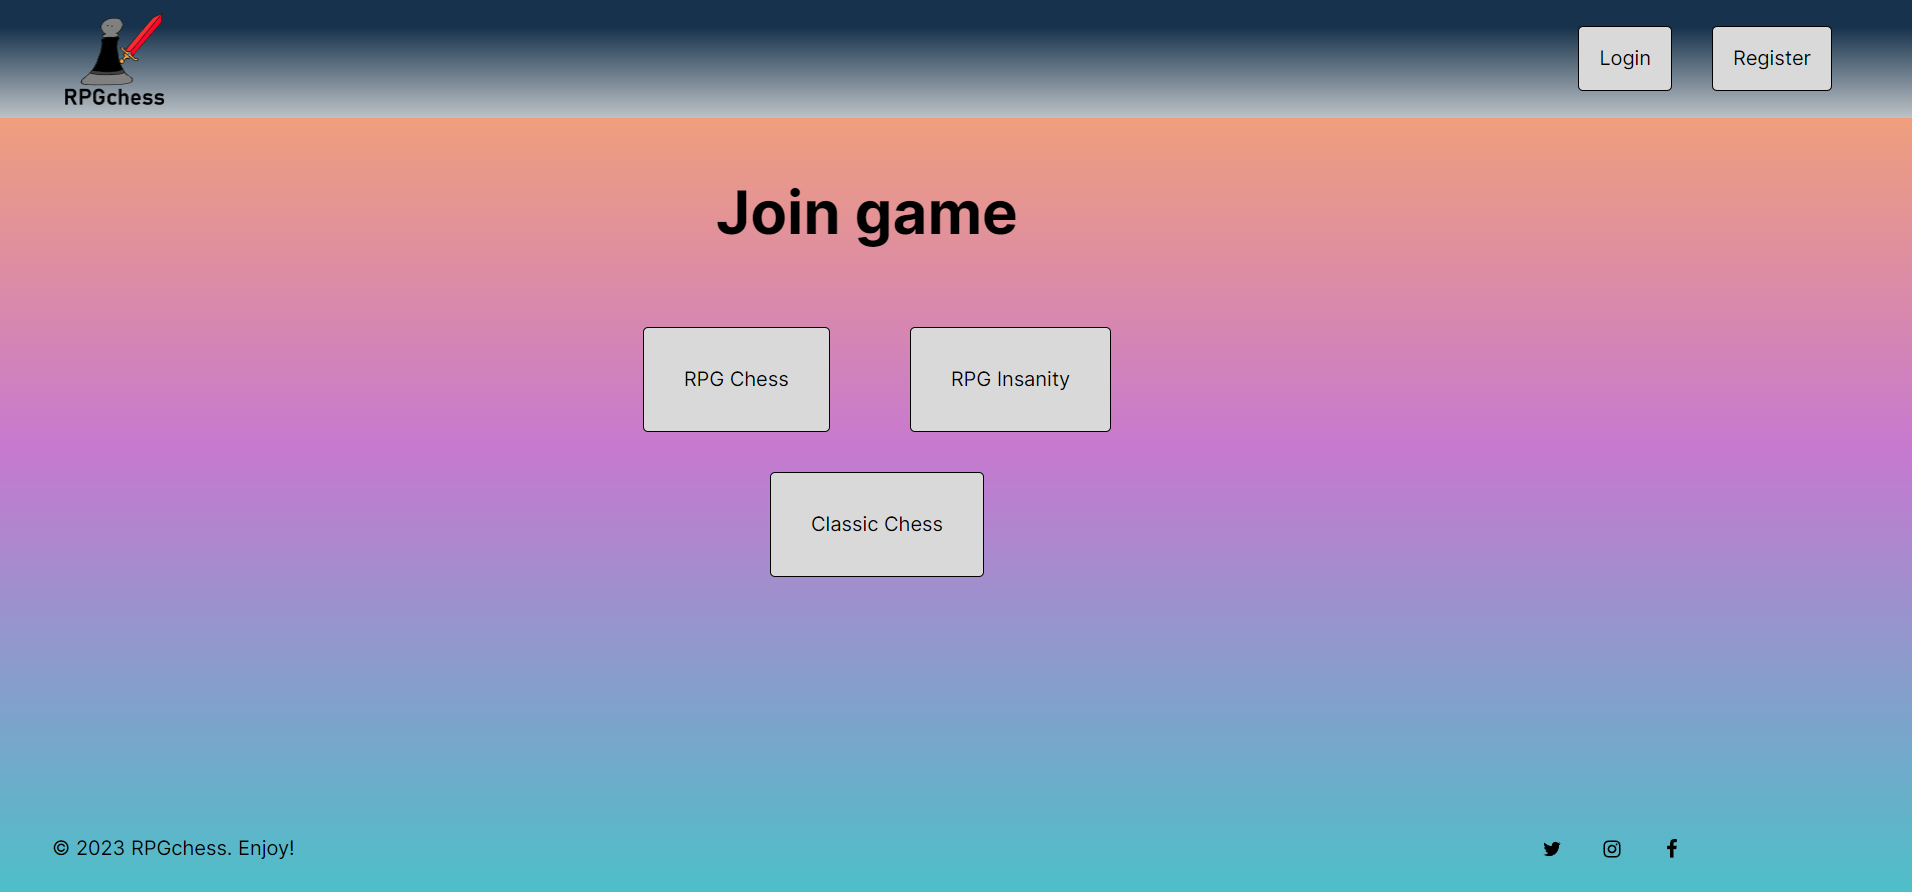 RPGchess
Login
Register
Join game
RPG Chess
RPG Insanity
Classic Chess
© 2023 RPGchess. Enjoy!